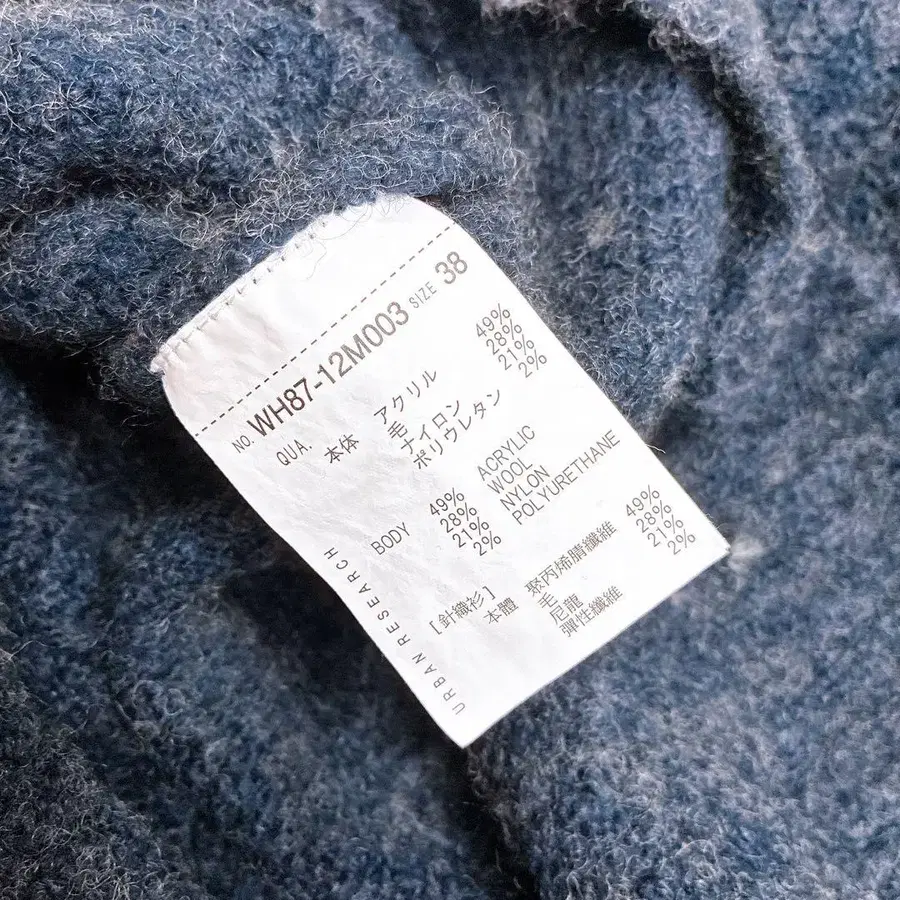 NO. WH87-12M003 SIZE 38
QUA. 本体 アクリル 49%
毛 28%
ナイロン 21%
ポリウレタン 2%
BODY 49% ACRYLIC
28% WOOL
21% NYLON
2% POLYURETHANE
[針織衫]
本體 聚丙烯腈纖維 49%
毛 28%
尼龍 21%
彈性纖維 2%
URBAN RESEARCH